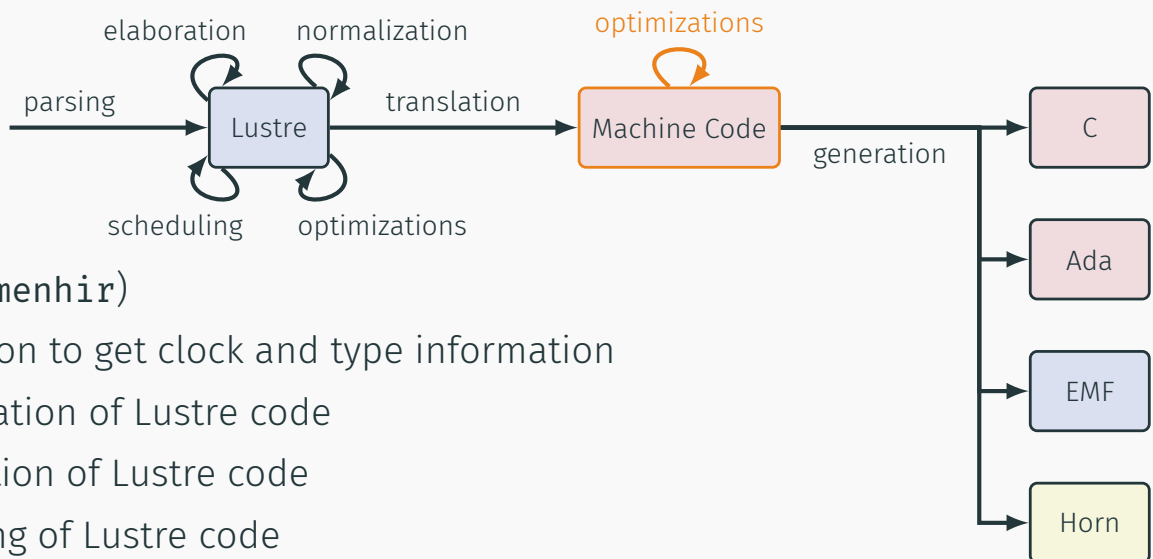 elaboration normalization optimizations
parsing Lustre translation Machine Code generation C
scheduling optimizations Ada
menhir)
on to get clock and type information
ation of Lustre code EMF
tion of Lustre code
ng of Lustre code Horn